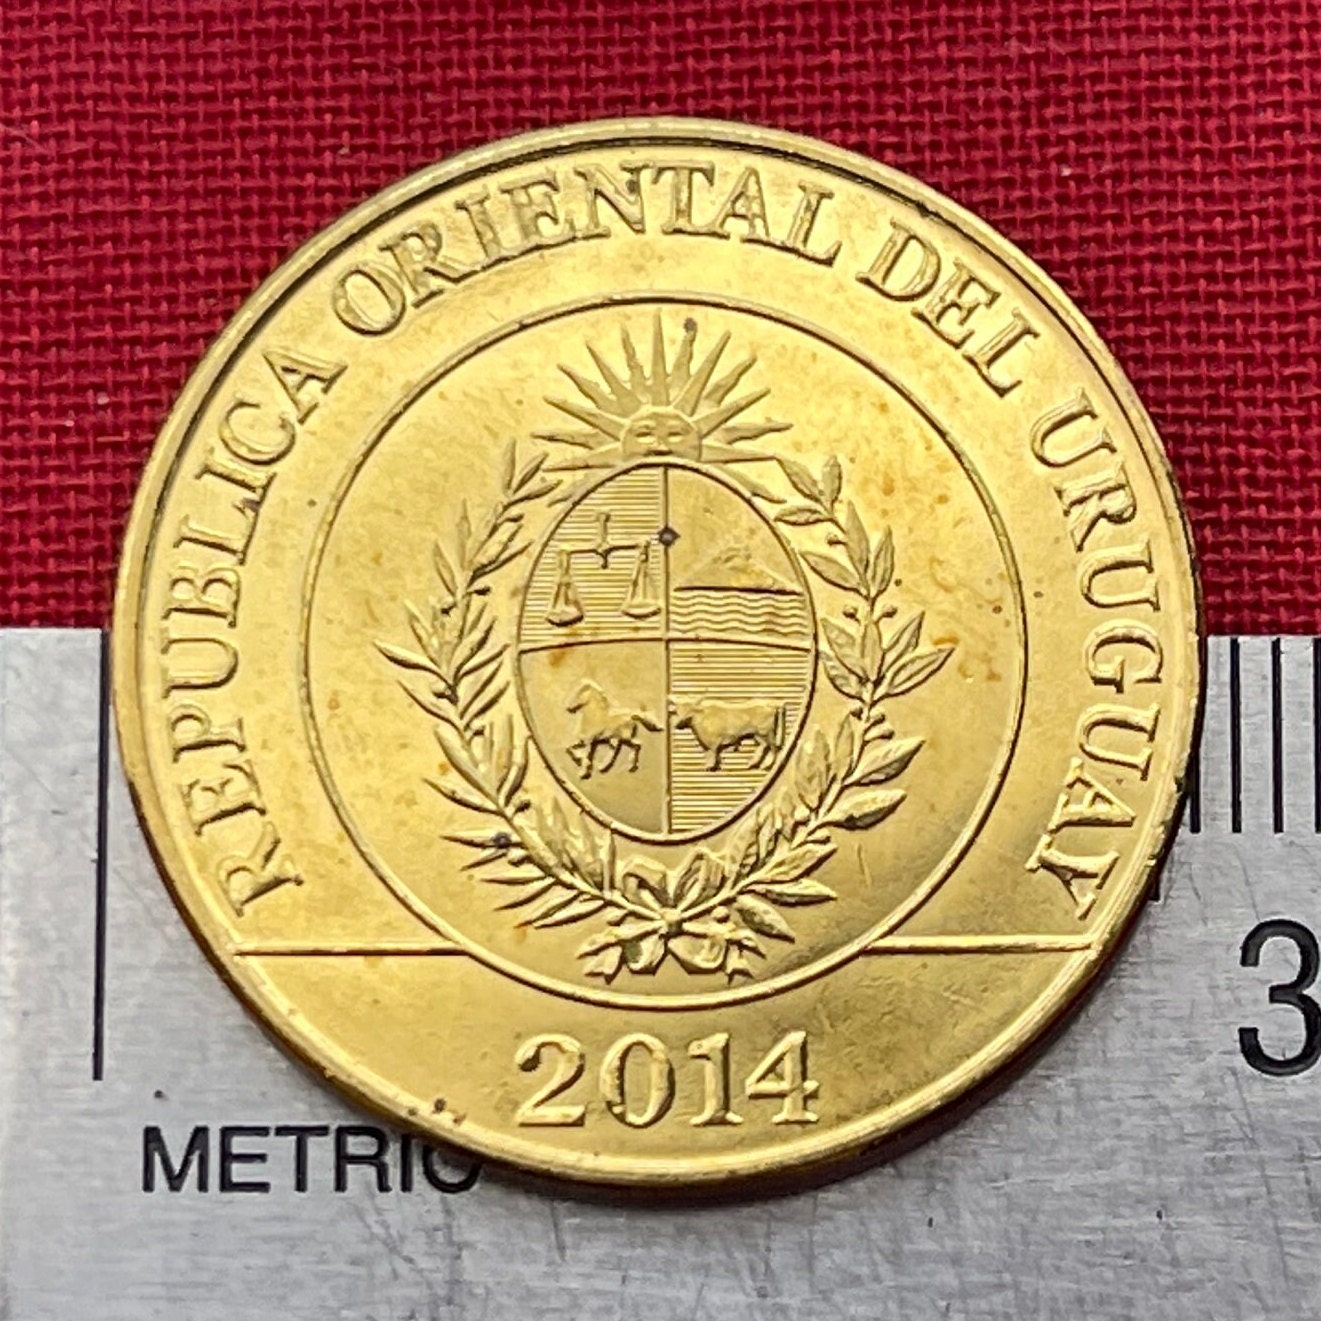 REPUBLICA ORIENTAL DEL URUGUAY
2014
METRIC
3